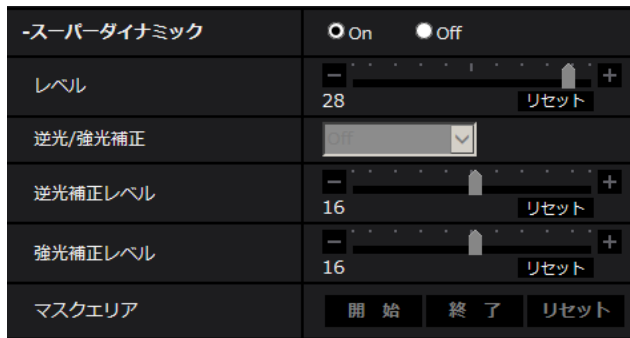 -スーパーダイナミック On Off
レベル
28 リセット
逆光/強光補正 Off
逆光補正レベル
16 リセット
強光補正レベル
16 リセット
マスクエリア 開 始 終 了 リセット